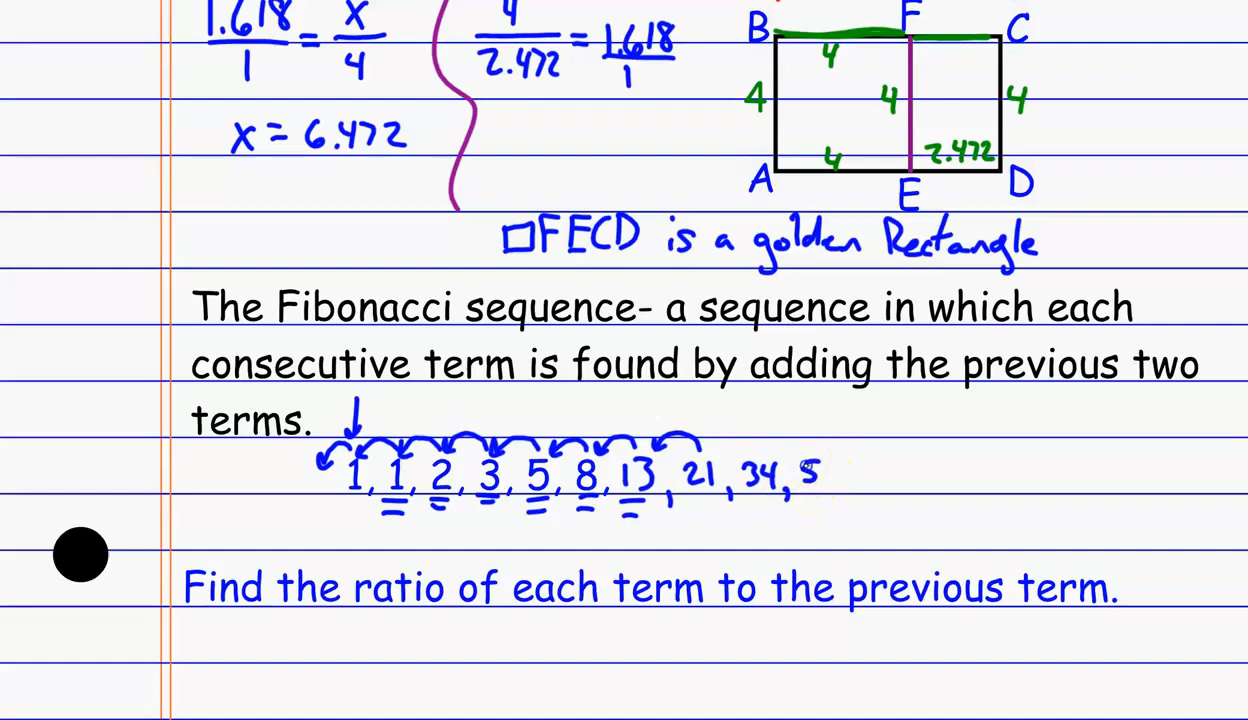 1.618/1 = x/4
4/2.472 = 1.618/1
x = 6.472
B F C
4
4 4 4
4 2.472
A E D
□FECD is a golden Rectangle
The Fibonacci sequence- a sequence in which each
consecutive term is found by adding the previous two
terms.
1, 1, 2, 3, 5, 8, 13, 21, 34, 5
Find the ratio of each term to the previous term.